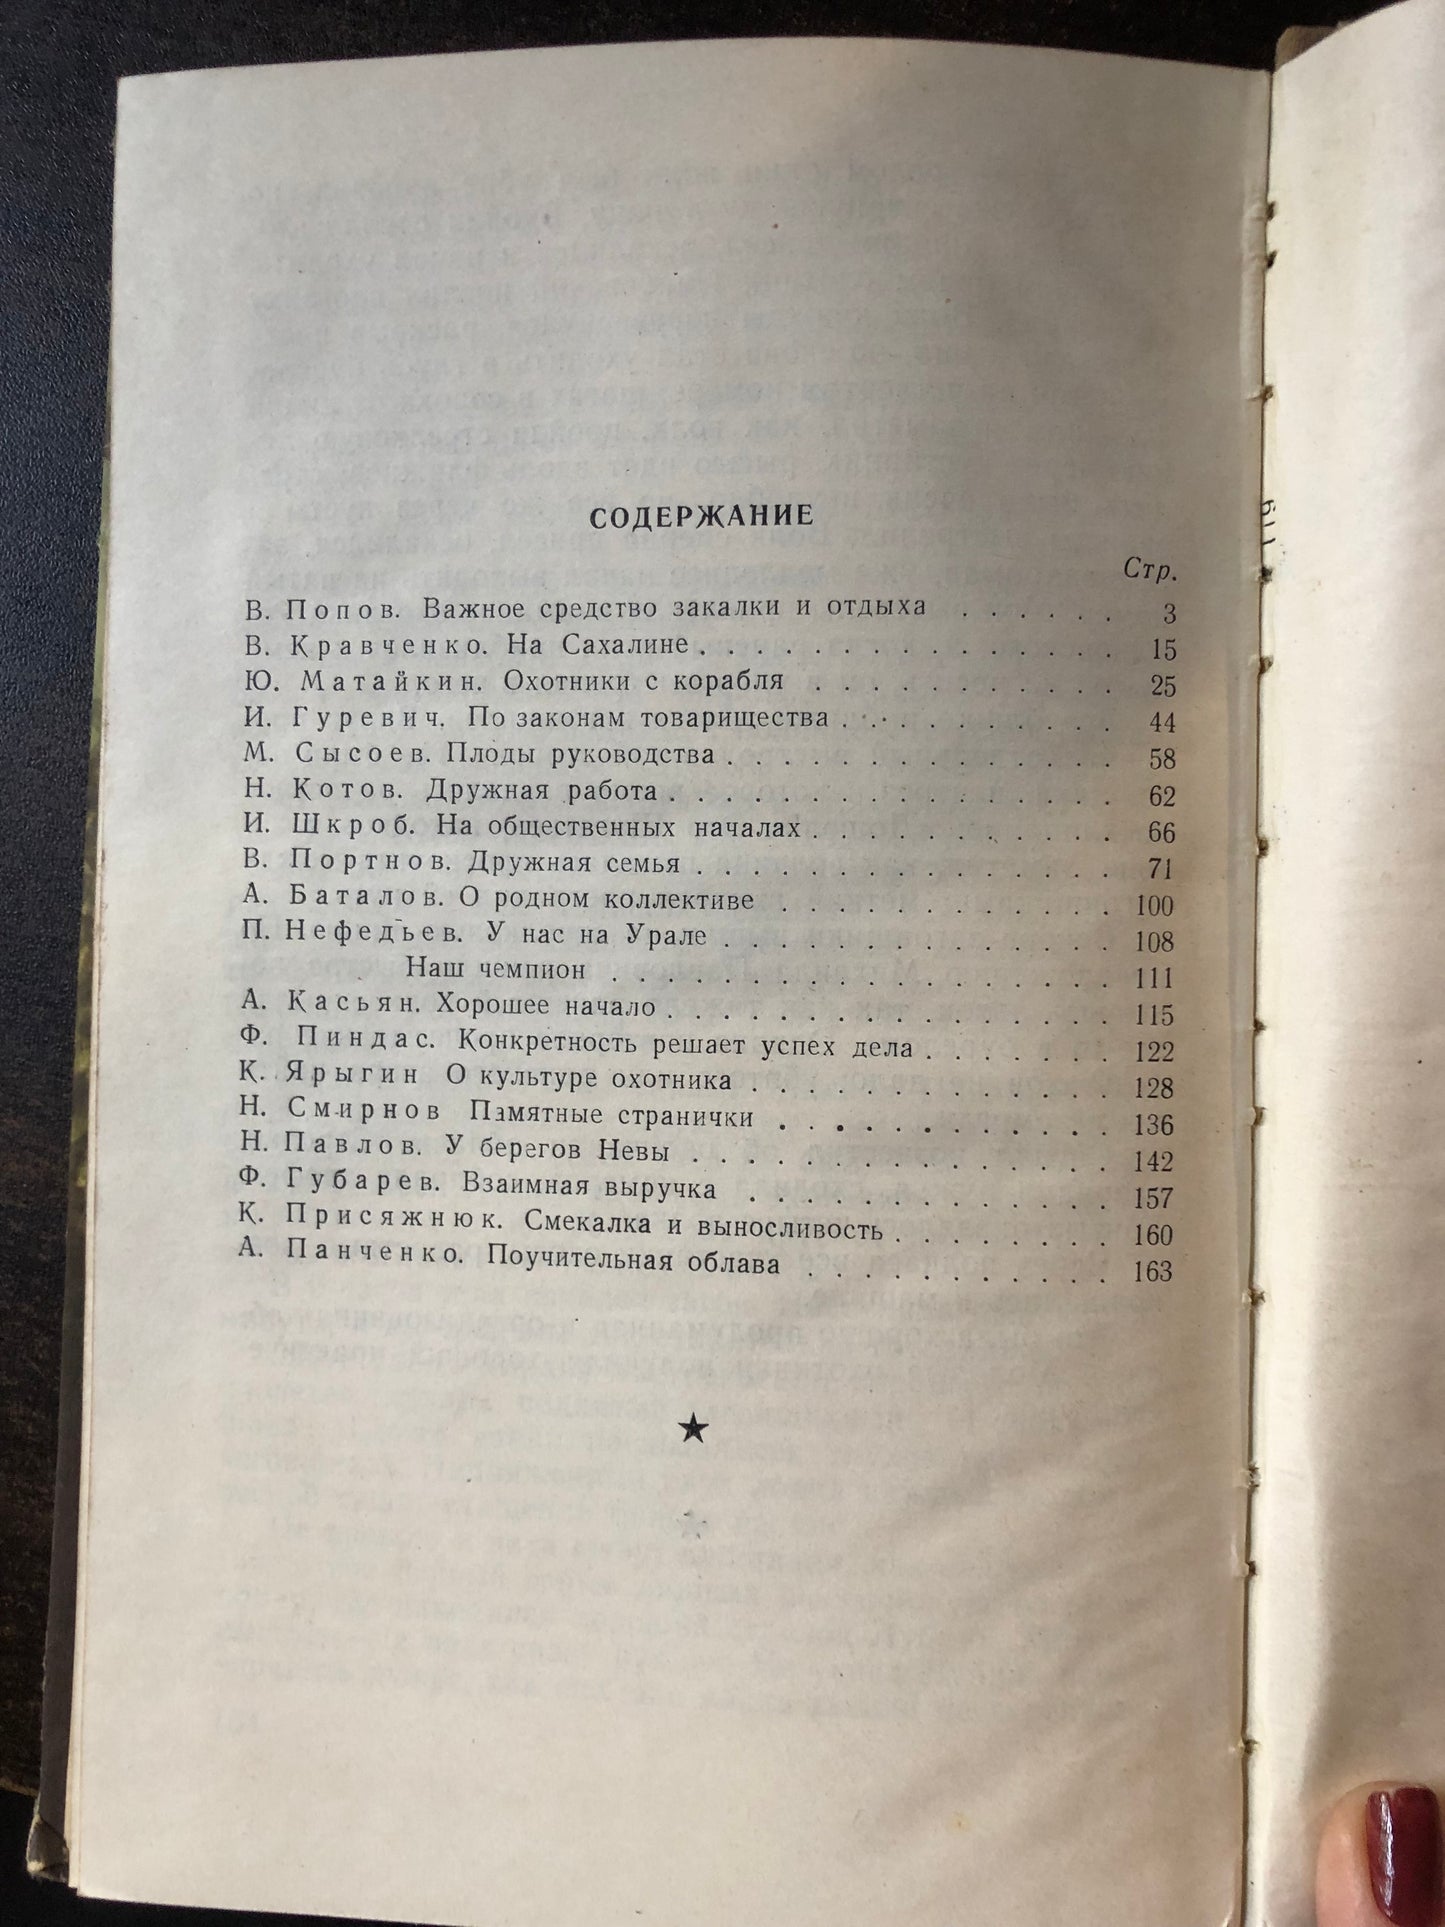 СОДЕРЖАНИЕ
Стр.
В. Попов. Важное средство закалки и отдыха . . . . . . 3
В. Кравченко. На Сахалине . . . . . . . . . . . . . . . 15
Ю. Матайкин. Охотники с корабля . . . . . . . . . . . 25
И. Гуревич. По законам товарищества . . . . . . . . . . 44
М. Сысоев. Плоды руководства . . . . . . . . . . . . . . 58
Н. Котов. Дружная работа . . . . . . . . . . . . . . . . 62
И. Шкроб. На общественных началах . . . . . . . . . . . 66
В. Портнов. Дружная семья . . . . . . . . . . . . . . . 71
А. Баталов. О родном коллективе . . . . . . . . . . . . 100
П. Нефедьев. У нас на Урале . . . . . . . . . . . . . . 108
Наш чемпион . . . . . . . . . . . . . . . . . . 111
А. Касьян. Хорошее начало . . . . . . . . . . . . . . . . 115
Ф. Пиндас. Конкретность решает успех дела . . . . . . . 122
К. Ярыгин О культуре охотника . . . . . . . . . . . . . 128
Н. Смирнов Памятные странички . . . . . . . . . . . . 136
Н. Павлов. У берегов Невы . . . . . . . . . . . . . . . 142
Ф. Губарев. Взаимная выручка . . . . . . . . . . . . . 157
К. Присяжнюк. Смекалка и выносливость . . . . . . . . 160
А. Панченко. Поучительная облава . . . . . . . . . . . 163